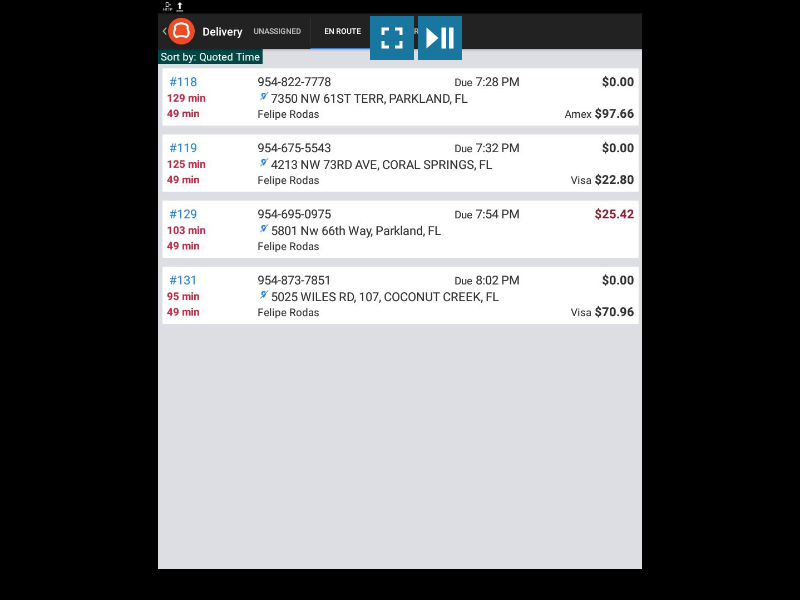 Delivery UNASSIGNED EN ROUTE
Sort by: Quoted Time
#118 954-822-7778 Due 7:28 PM $0.00
129 min 7350 NW 61ST TERR, PARKLAND, FL
49 min Felipe Rodas Amex $97.66
#119 954-675-5543 Due 7:32 PM $0.00
125 min 4213 NW 73RD AVE, CORAL SPRINGS, FL
49 min Felipe Rodas Visa $22.80
#129 954-695-0975 Due 7:54 PM $25.42
103 min 5801 Nw 66th Way, Parkland, FL
49 min Felipe Rodas
#131 954-873-7851 Due 8:02 PM $0.00
95 min 5025 WILES RD, 107, COCONUT CREEK, FL
49 min Felipe Rodas Visa $70.96